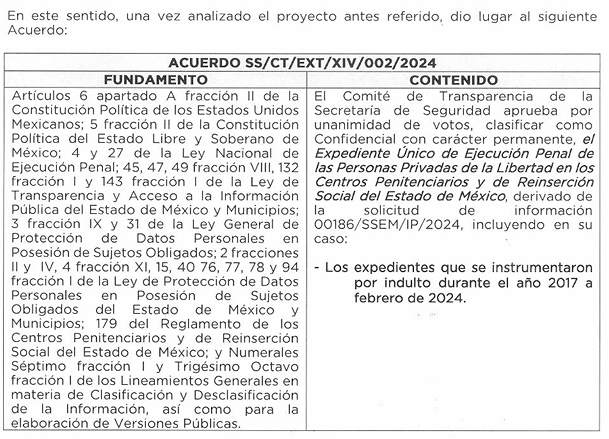 En este sentido, una vez analizado el proyecto antes referido, dio lugar al siguiente
Acuerdo:
ACUERDO SS/CT/EXT/XIV/002/2024
FUNDAMENTO
Artículos 6 apartado A fracción II de la
Constitución Política de los Estados Unidos
Mexicanos; 5 fracción II de la Constitución
Política del Estado Libre y Soberano de
México; 4 y 27 de la Ley Nacional de
Ejecución Penal; 45, 47, 49 fracción VIII, 132
fracción I y 143 fracción I de la Ley de
Transparencia y Acceso a la Información
Pública del Estado de México y Municipios;
3 fracción IX y 31 de la Ley General de
Protección de Datos Personales en
Posesión de Sujetos Obligados; 2 fracciones
II y IV, 4 fracción XI, 15, 40 76, 77, 78 y 94
fracción I de la Ley de Protección de Datos
Personales en Posesión de Sujetos
Obligados del Estado de México y
Municipios; 179 del Reglamento de los
Centros Penitenciarios y de Reinserción
Social del Estado de México; y Numerales
Séptimo fracción I y Trigésimo Octavo
fracción I de los Lineamientos Generales en
materia de Clasificación y Desclasificación
de la Información, así como para la
elaboración de Versiones Públicas.
CONTENIDO
El Comité de Transparencia de la
Secretaría de Seguridad aprueba por
unanimidad de votos, clasificar como
Confidencial con carácter permanente, el
Expediente Único de Ejecución Penal de
las Personas Privadas de la Libertad en los
Centros Penitenciarios y de Reinserción
Social del Estado de México, derivado de
la solicitud de información
00186/SSEM/IP/2024, incluyendo en su
caso:
- Los expedientes que se instrumentaron
por indulto durante el año 2017 a
febrero de 2024.